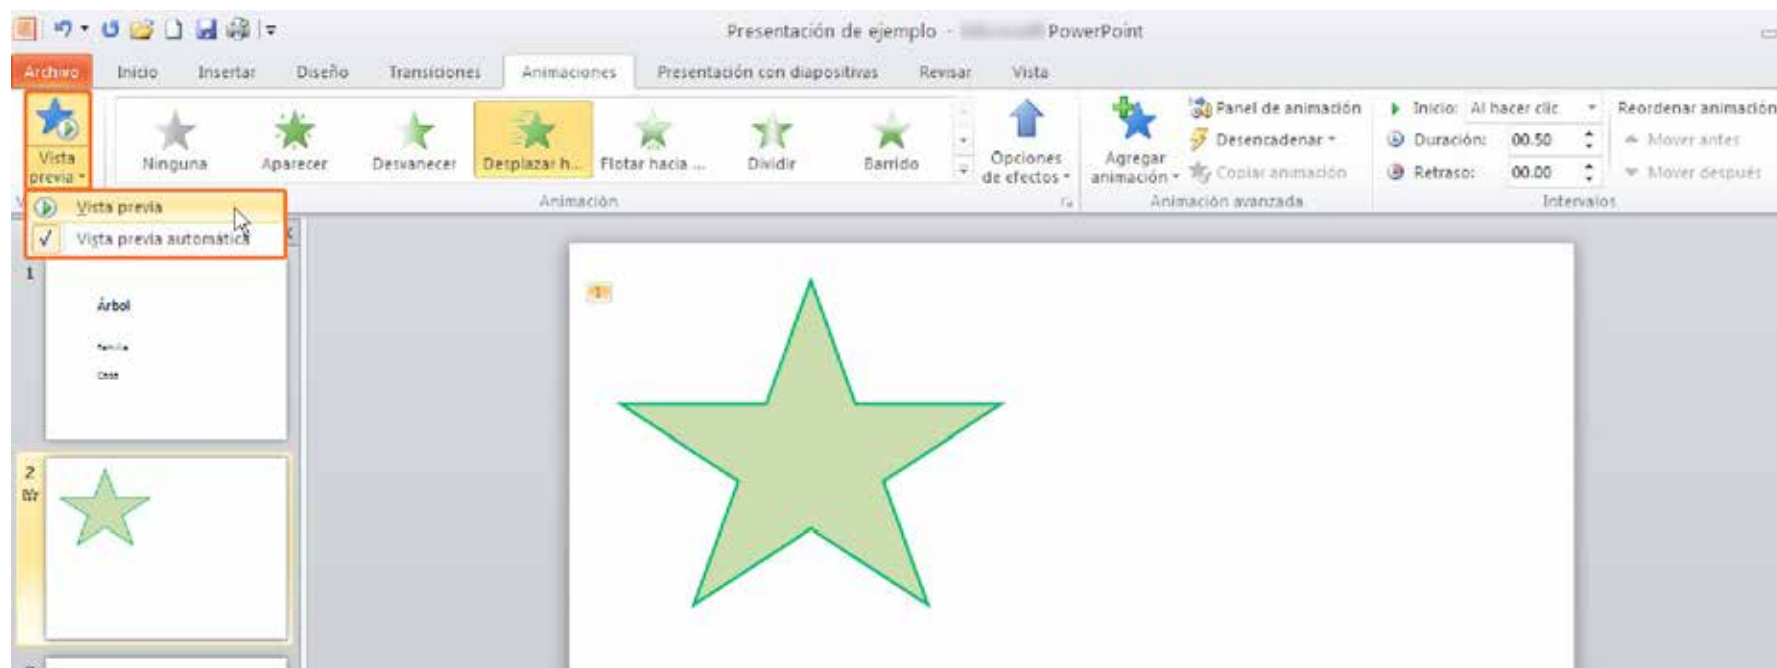 Presentación de ejemplo - PowerPoint
Archivo Inicio Insertar Diseño Transiciones Animaciones Presentación con diapositivas Revisar Vista
Vista previa
Ninguna Aparecer Desvanecer Desplazar h... Flotar hacia ... Dividir Barrido
Opciones de efectos
Agregar animación
Panel de animación
Desencadenar
Copiar animación
Inicio: Al hacer clic
Duración: 00.50
Retraso: 00.00
Reordenar animación
Mover antes
Mover después
Animación Animación avanzada Intervalos
Vista previa
Vista previa automática
1
Árbol
Familia
Casa
2
1